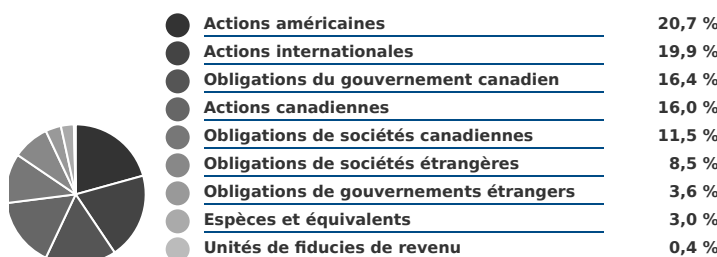 Actions américaines 20,7 %
Actions internationales 19,9 %
Obligations du gouvernement canadien 16,4 %
Actions canadiennes 16,0 %
Obligations de sociétés canadiennes 11,5 %
Obligations de sociétés étrangères 8,5 %
Obligations de gouvernements étrangers 3,6 %
Espèces et équivalents 3,0 %
Unités de fiducies de revenu 0,4 %